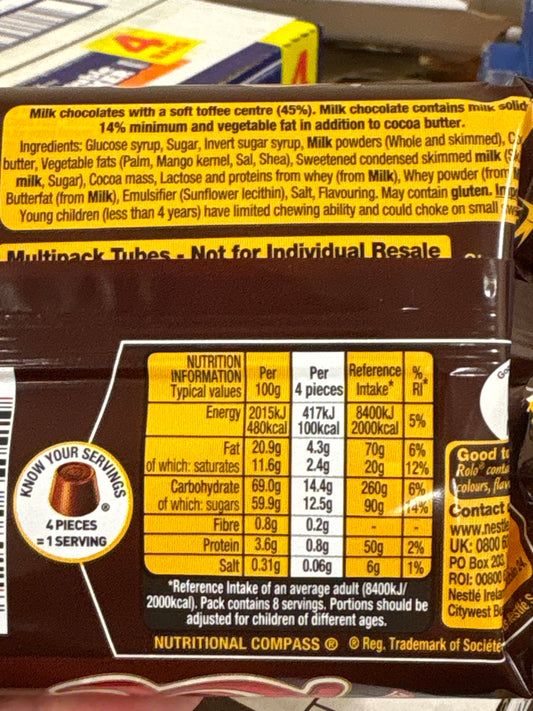 4
4
Milk chocolates with a soft toffee centre (45%). Milk chocolate contains milk solid
14% minimum and vegetable fat in addition to cocoa butter.
Ingredients: Glucose syrup, Sugar, Invert sugar syrup, Milk powders (Whole and skimmed),
butter, Vegetable fats (Palm, Mango kernel, Sal, Shea), Sweetened condensed skimmed milk
milk, Sugar), Cocoa mass, Lactose and proteins from whey (from Milk), Whey powder (from
Butterfat (from Milk), Emulsifier (Sunflower lecithin), Salt, Flavouring. May contain gluten.
Young children (less than 4 years) have limited chewing ability and could choke on small
Multipack Tubes - Not for Individual Resale
NUTRITION INFORMATION Typical values Per 100g Per 4 pieces Reference Intake* % RI*
Energy 2015kJ 417kJ 8400kJ 5%
480kcal 100kcal 2000kcal
Fat 20.9g 4.3g 70g 6%
of which: saturates 11.6g 2.4g 20g 12%
Carbohydrate 69.0g 14.4g 260g 6%
of which: sugars 59.9g 12.5g 90g 14%
Fibre 0.8g 0.2g - -
Protein 3.6g 0.8g 50g 2%
Salt 0.31g 0.06g 6g 1%
*Reference Intake of an average adult (8400kJ/
2000kcal). Pack contains 8 servings. Portions should be
adjusted for children of different ages.
NUTRITIONAL COMPASS ® ® Reg. Trademark of Société
KNOW YOUR SERVINGS
®
4 PIECES
= 1 SERVING
Good
Rolo®
colours,
Contact
www.nestle
UK: 0800
PO Box 203
ROI: 00800
Nestlé
Citywest